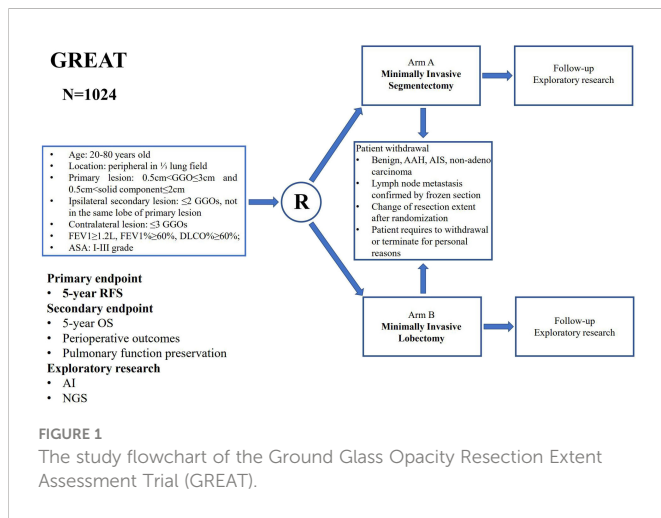 GREAT
N=1024
• Age: 20-80 years old
• Location: peripheral in ⅓ lung field
• Primary lesion: 0.5cm<GGO≤3cm and
0.5cm<solid component≤2cm
• Ipsilateral secondary lesion: ≤2 GGOs, not
in the same lobe of primary lesion
• Contralateral lesion: ≤3 GGOs
• FEV1≥1.2L, FEV1%≥60%, DLCO%≥60%;
• ASA: I-III grade
Primary endpoint
• 5-year RFS
Secondary endpoint
• 5-year OS
• Perioperative outcomes
• Pulmonary function preservation
Exploratory research
• AI
• NGS
R
Arm A
Minimally Invasive
Segmentectomy
Follow-up
Exploratory research
Patient withdrawal
• Benign, AAH, AIS, non-adeno
carcinoma
• Lymph node metastasis
confirmed by frozen section
• Change of resection extent
after randomization
• Patient requires to withdrawal
or terminate for personal
reasons
Arm B
Minimally Invasive
Lobectomy
Follow-up
Exploratory research
FIGURE 1
The study flowchart of the Ground Glass Opacity Resection Extent
Assessment Trial (GREAT).